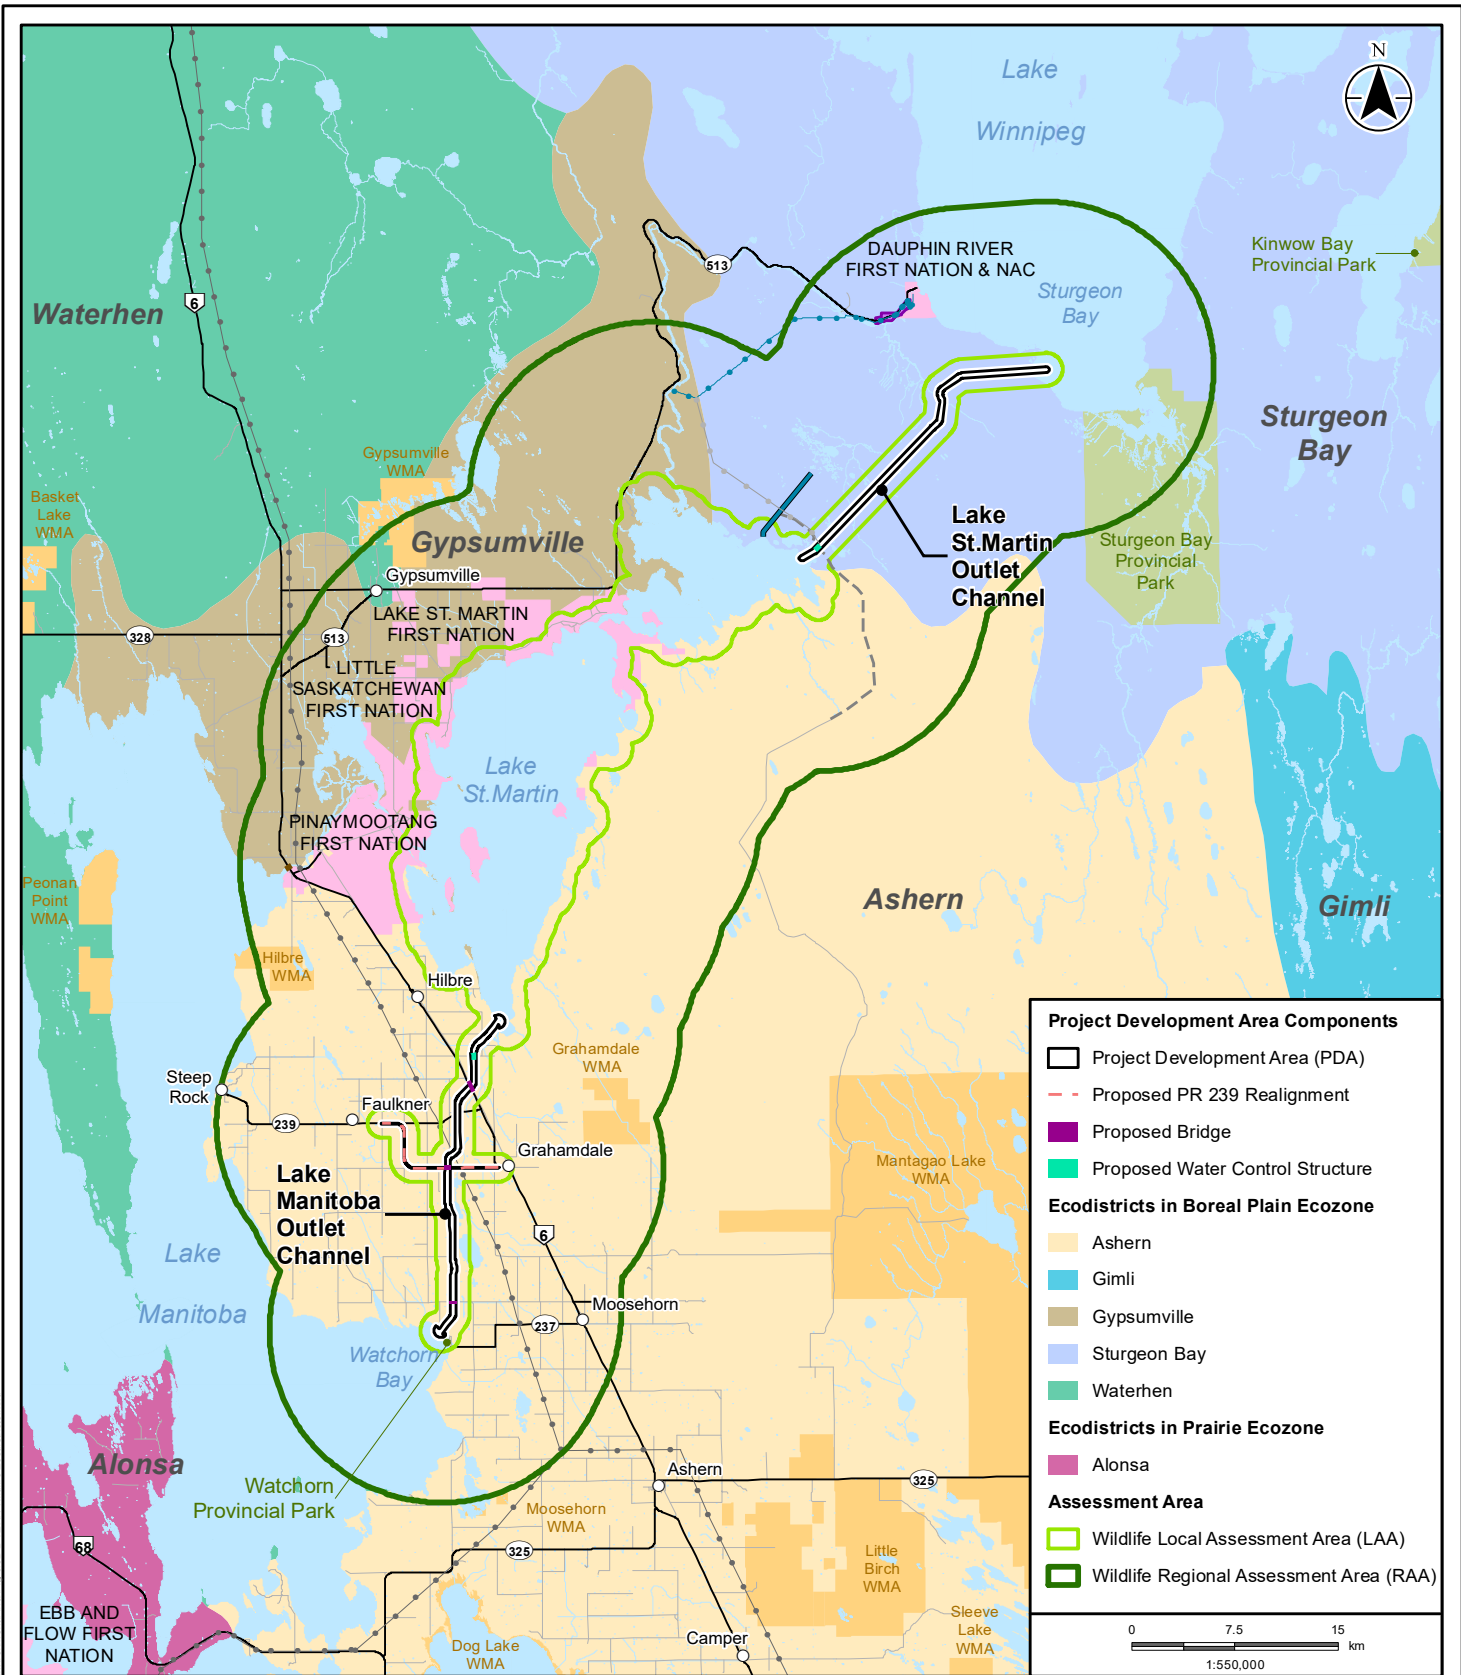 N
Lake
Winnipeg
DAUPHIN RIVER
FIRST NATION & NAC
513
Kinwow Bay
Provincial Park
Sturgeon
Bay
6
Waterhen
Sturgeon
Bay
Gypsumville
WMA
Basket
Lake
WMA
Lake
St.Martin
Outlet
Channel
Gypsumville
Sturgeon Bay
Provincial
Park
Gypsumville
LAKE ST. MARTIN
FIRST NATION
328
513
LITTLE
SASKATCHEWAN
FIRST NATION
Lake
St.Martin
PINAYMOOTANG
FIRST NATION
Peonan
Point
WMA
Ashern
Gimli
Hilbre
WMA
Hilbre
Grahamdale
WMA
Steep
Rock
Faulkner
239
Grahamdale
Mantagao Lake
WMA
Lake
Manitoba
Outlet
Channel
6
Lake
Manitoba
Moosehorn
237
Watchorn
Bay
Alonsa
Watchorn
Provincial Park
Ashern
325
Moosehorn
WMA
68
325
Little
Birch
WMA
EBB AND
FLOW FIRST
NATION
Dog Lake
WMA
Camper
Sleeve
Lake
WMA
Project Development Area Components
Project Development Area (PDA)
Proposed PR 239 Realignment
Proposed Bridge
Proposed Water Control Structure
Ecodistricts in Boreal Plain Ecozone
Ashern
Gimli
Gypsumville
Sturgeon Bay
Waterhen
Ecodistricts in Prairie Ecozone
Alonsa
Assessment Area
Wildlife Local Assessment Area (LAA)
Wildlife Regional Assessment Area (RAA)
0 7.5 15
km
1:550,000